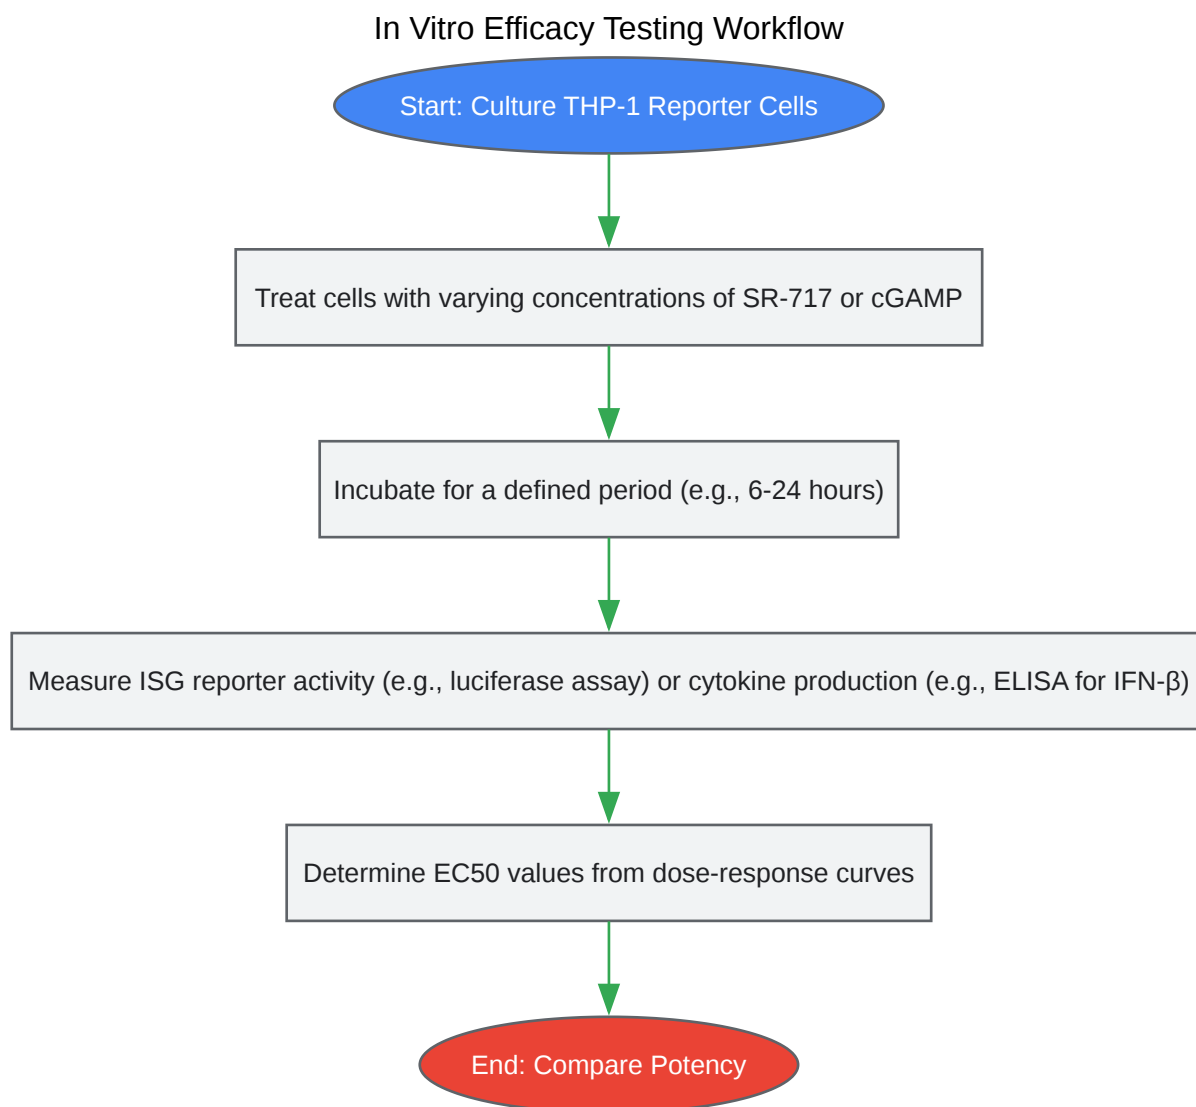 In Vitro Efficacy Testing Workflow
Start: Culture THP-1 Reporter Cells
Treat cells with varying concentrations of SR-717 or cGAMP
Incubate for a defined period (e.g., 6-24 hours)
Measure ISG reporter activity (e.g., luciferase assay) or cytokine production (e.g., ELISA for IFN-β)
Determine EC50 values from dose-response curves
End: Compare Potency